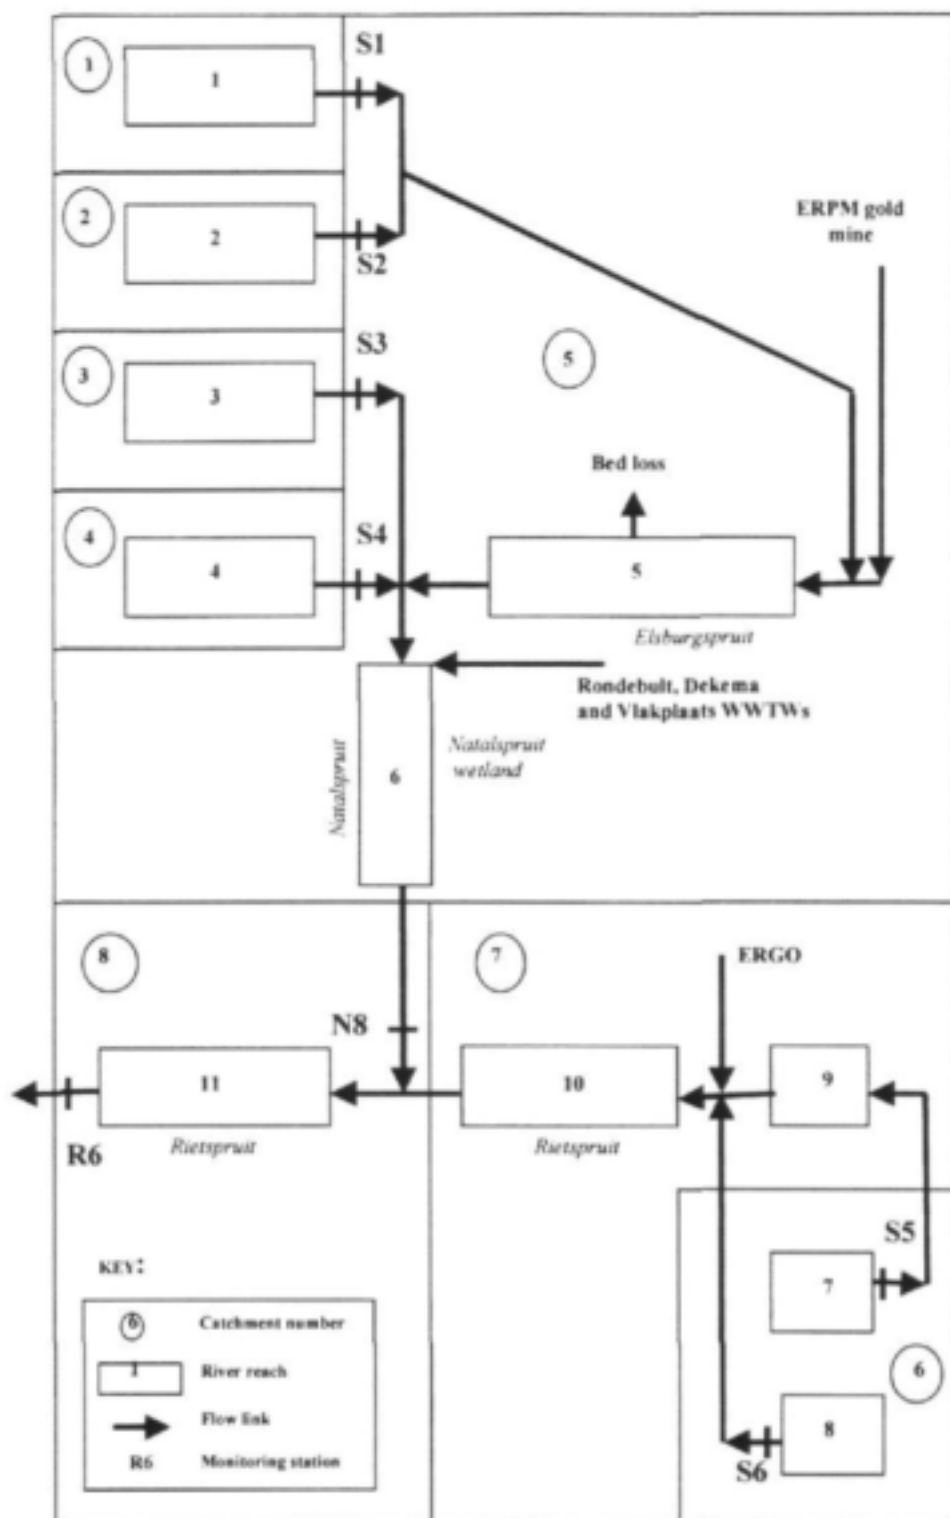 1
1
S1
2
2
S2
ERPM gold
mine
3
3
S3
5
Bed loss
4
4
S4
5
Elsburgspruit
Rondebult, Dekema
and Vlakplaats WWTWs
Natalspruit
6
Natalspruit
wetland
8
7
ERGO
N8
11
10
9
Rietspruit
Rietspruit
R6
S5
7
6
8
S6
KEY:
6
Catchment number
1
River reach
Flow link
R6
Monitoring station